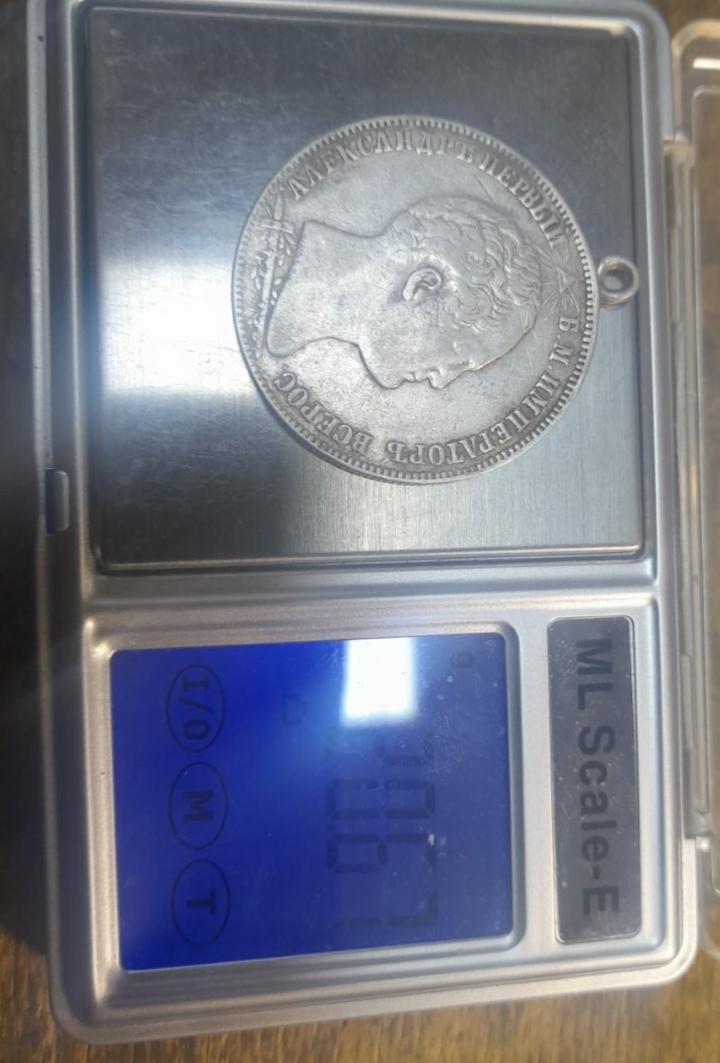 АЛЕКСАНДРЪ ПЕРВЫЙ
Б.М.ИМПЕРАТОРЪ ВСЕРОС.
ML Scale-E
I/O
M
T